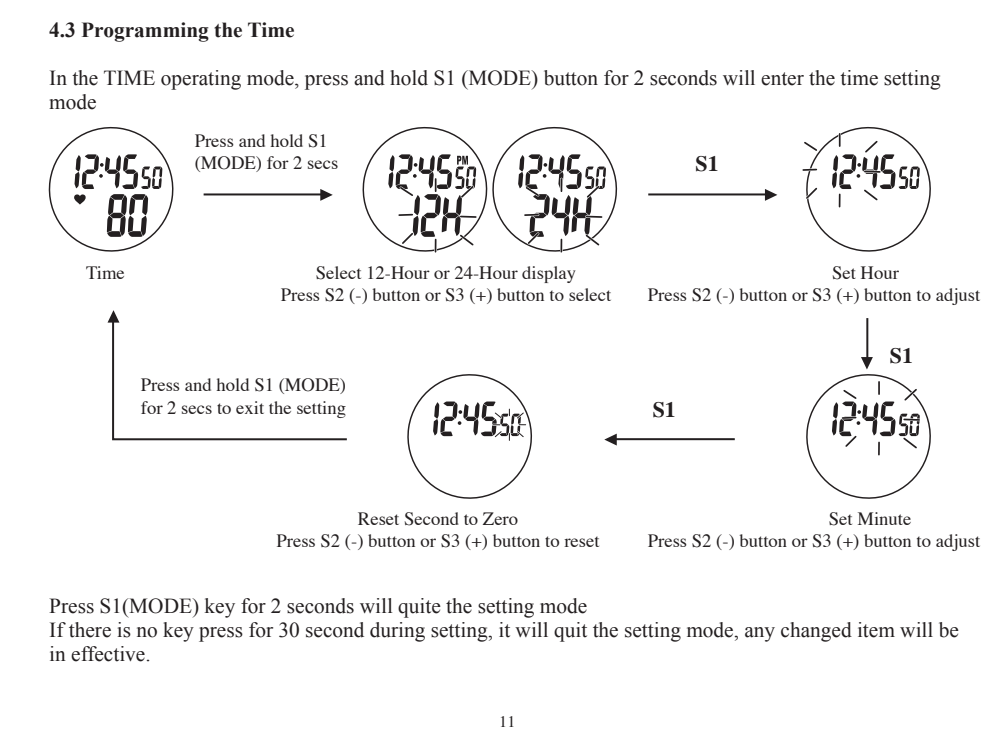 4.3 Programming the Time
In the TIME operating mode, press and hold S1 (MODE) button for 2 seconds will enter the time setting
mode
Press and hold S1
(MODE) for 2 secs
12:45 50
80
Time
12:45 PM 50
12H
12:45 50
24H
Select 12-Hour or 24-Hour display
Press S2 (-) button or S3 (+) button to select
S1
12:45 50
Set Hour
Press S2 (-) button or S3 (+) button to adjust
S1
12:45 50
Set Minute
Press S2 (-) button or S3 (+) button to adjust
S1
12:45 50
Reset Second to Zero
Press S2 (-) button or S3 (+) button to reset
Press and hold S1 (MODE)
for 2 secs to exit the setting
Press S1(MODE) key for 2 seconds will quite the setting mode
If there is no key press for 30 second during setting, it will quit the setting mode, any changed item will be
in effective.
11